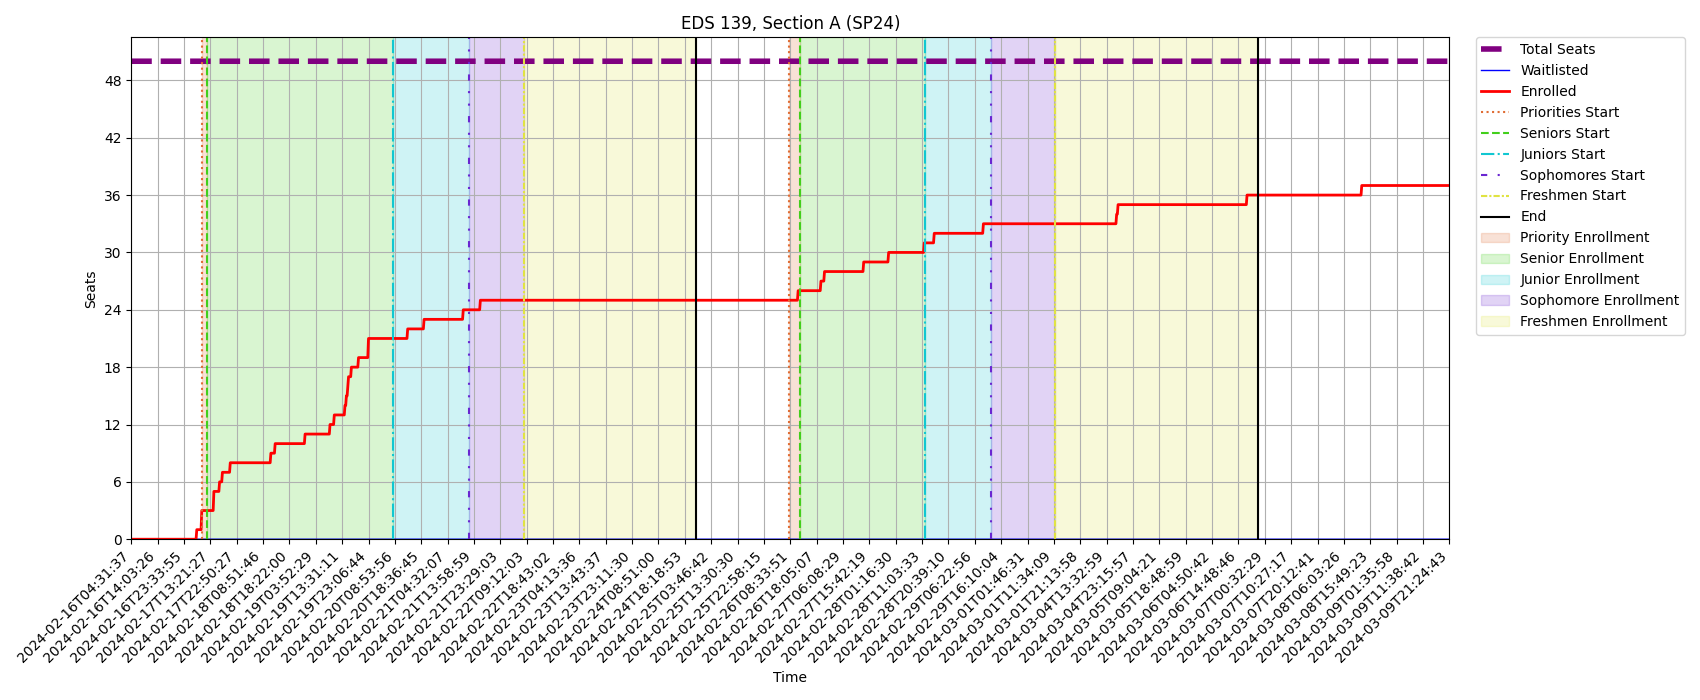 EDS 139, Section A (SP24)
Seats
48
42
36
30
24
18
12
6
0
2024-02-16T04:31:37
2024-02-16T14:03:26
2024-02-16T23:33:55
2024-02-17T13:21:27
2024-02-17T22:50:27
2024-02-18T08:51:46
2024-02-18T18:22:00
2024-02-19T03:52:29
2024-02-19T13:31:11
2024-02-19T23:06:44
2024-02-20T08:53:56
2024-02-20T18:36:45
2024-02-21T04:32:07
2024-02-21T13:58:59
2024-02-21T23:29:03
2024-02-22T09:12:03
2024-02-22T18:43:02
2024-02-23T04:13:36
2024-02-23T13:43:37
2024-02-23T23:11:30
2024-02-24T08:51:00
2024-02-24T18:18:53
2024-02-25T03:46:42
2024-02-25T13:30:30
2024-02-25T22:58:15
2024-02-26T08:33:51
2024-02-26T18:05:07
2024-02-27T06:08:29
2024-02-27T15:42:19
2024-02-28T01:16:30
2024-02-28T11:03:33
2024-02-28T20:39:10
2024-02-29T06:22:56
2024-02-29T16:10:04
2024-03-01T01:46:31
2024-03-01T11:34:09
2024-03-01T21:13:58
2024-03-04T18:32:59
2024-03-04T23:15:57
2024-03-05T09:04:21
2024-03-05T18:48:59
2024-03-06T04:50:42
2024-03-06T14:48:46
2024-03-07T00:32:29
2024-03-07T10:27:17
2024-03-07T20:12:41
2024-03-08T06:03:26
2024-03-08T15:49:23
2024-03-09T01:35:58
2024-03-09T11:38:42
2024-03-09T21:24:43
Time
Total Seats
Waitlisted
Enrolled
Priorities Start
Seniors Start
Juniors Start
Sophomores Start
Freshmen Start
End
Priority Enrollment
Senior Enrollment
Junior Enrollment
Sophomore Enrollment
Freshmen Enrollment